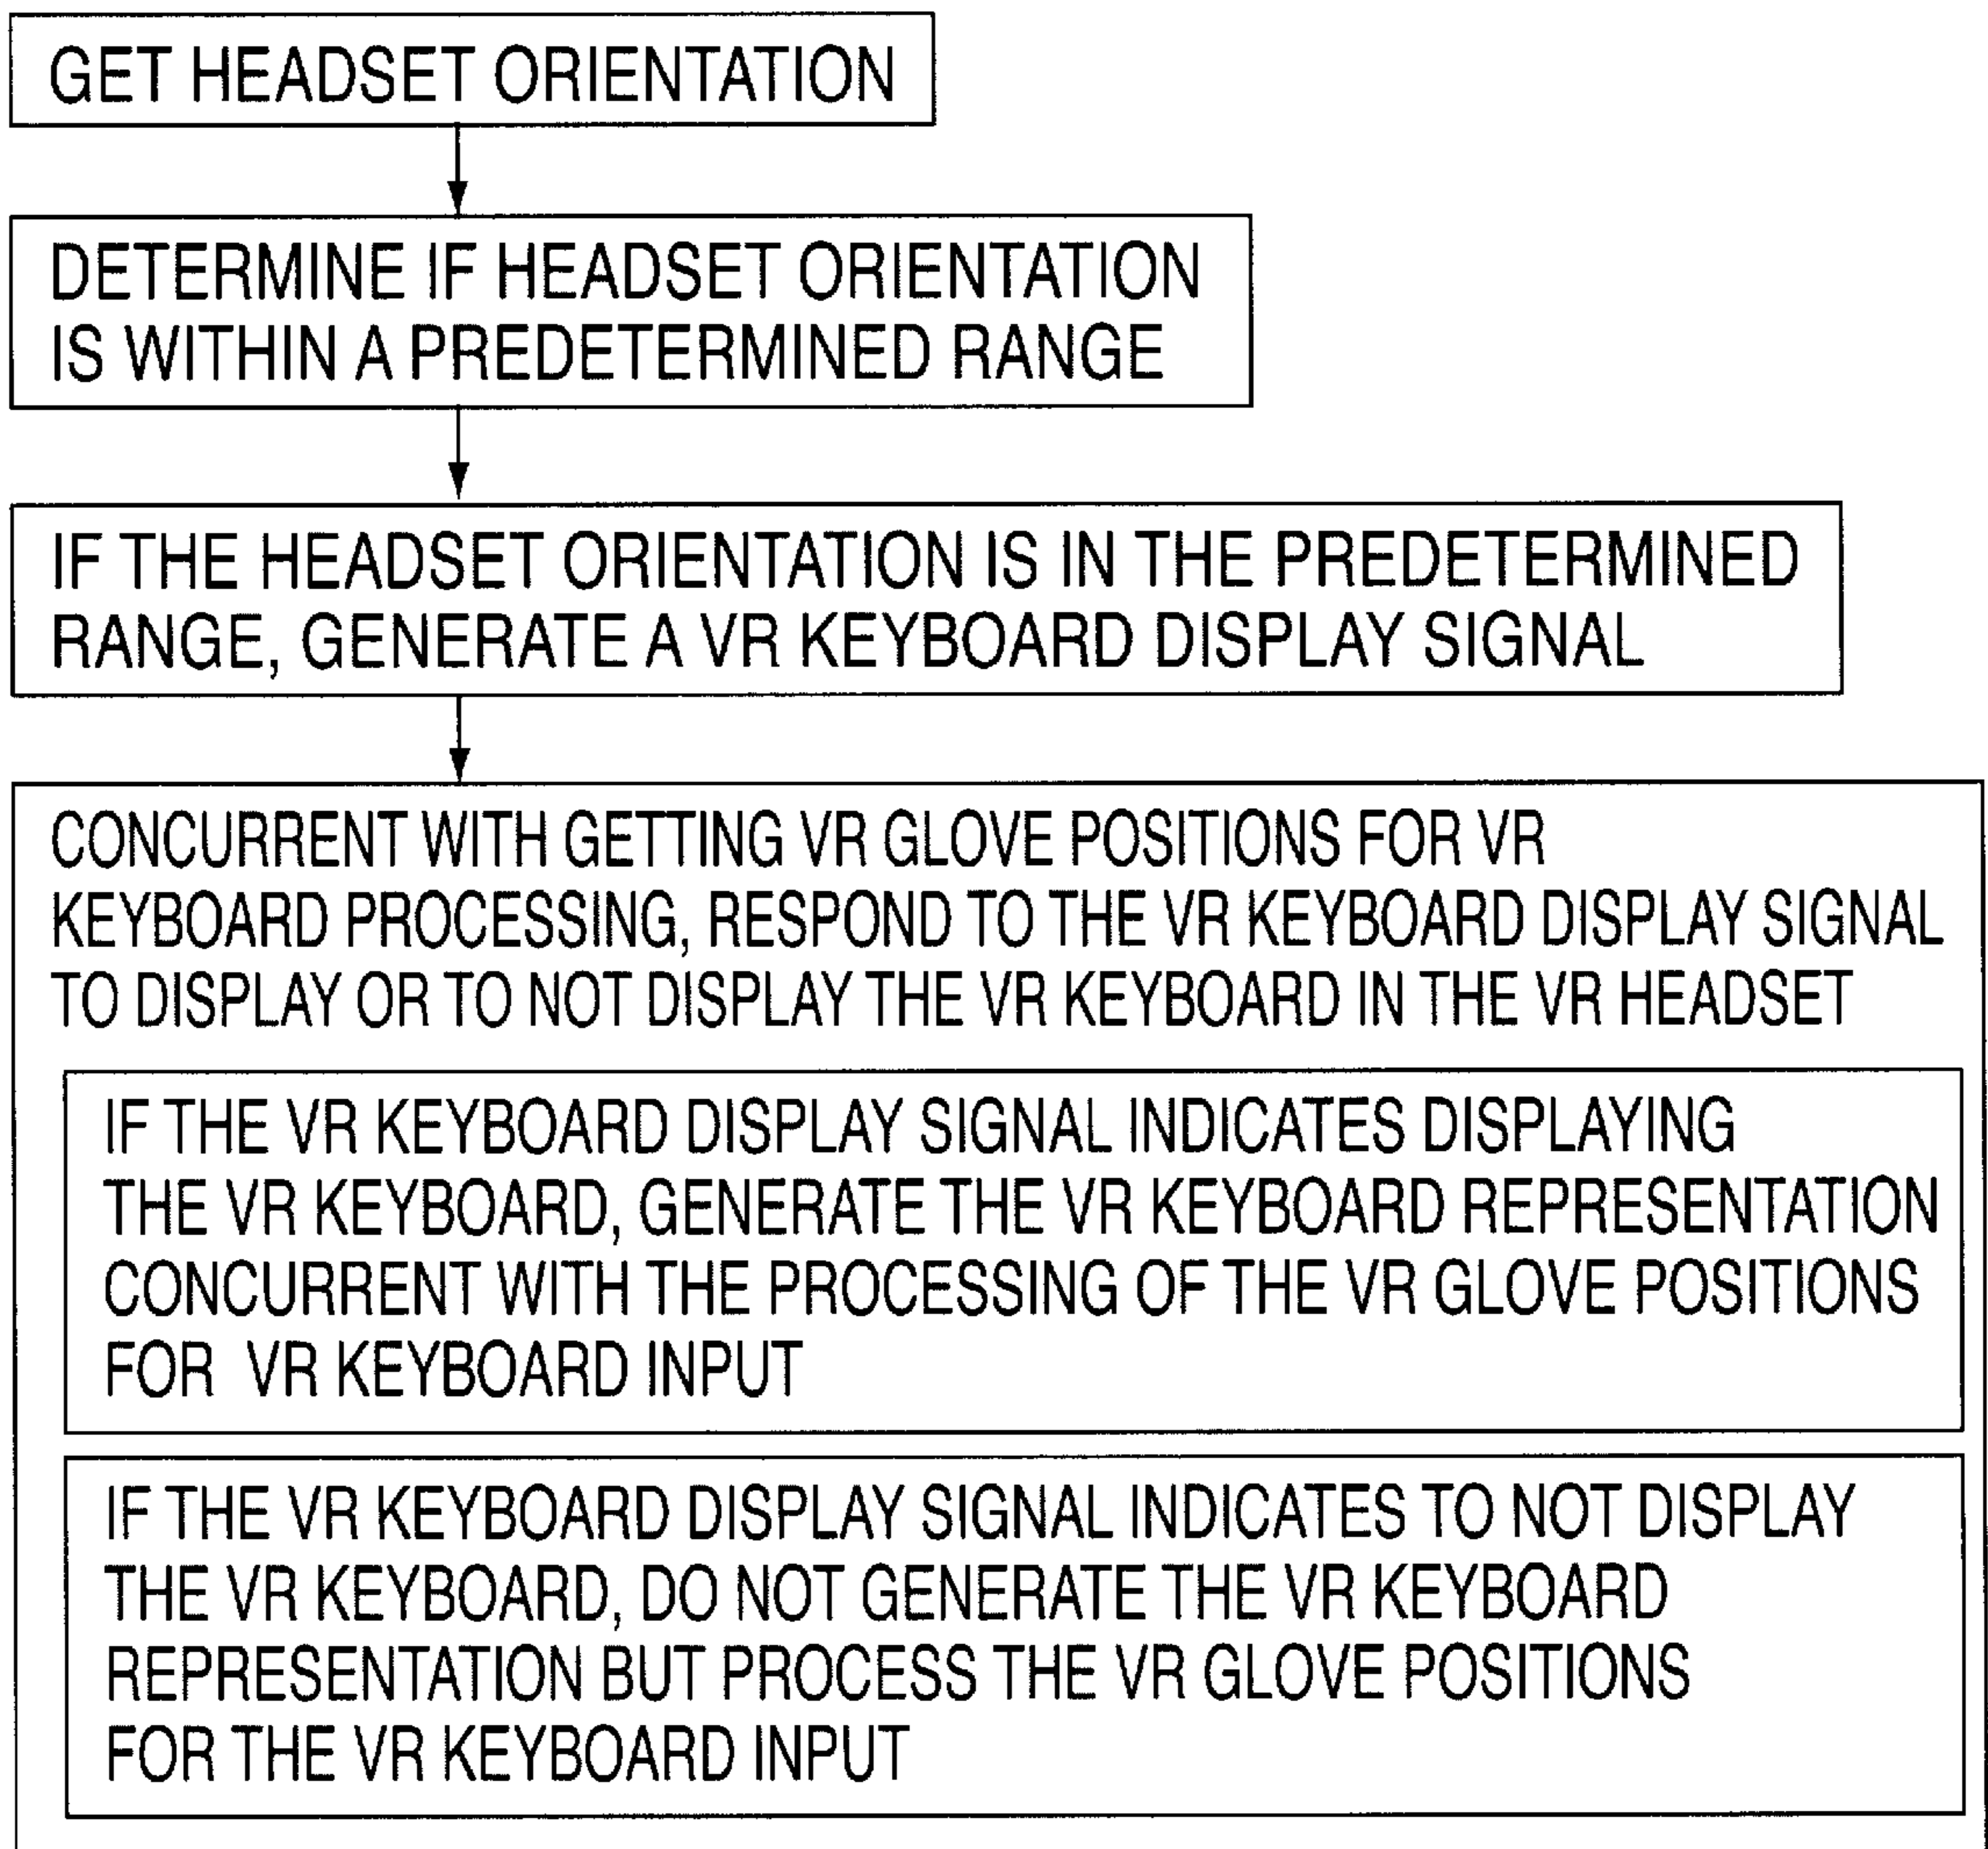 GET HEADSET ORIENTATION
DETERMINE IF HEADSET ORIENTATION
IS WITHIN A PREDETERMINED RANGE
IF THE HEADSET ORIENTATION IS IN THE PREDETERMINED
RANGE, GENERATE A VR KEYBOARD DISPLAY SIGNAL
CONCURRENT WITH GETTING VR GLOVE POSITIONS FOR VR
KEYBOARD PROCESSING, RESPOND TO THE VR KEYBOARD DISPLAY SIGNAL
TO DISPLAY OR TO NOT DISPLAY THE VR KEYBOARD IN THE VR HEADSET
IF THE VR KEYBOARD DISPLAY SIGNAL INDICATES DISPLAYING
THE VR KEYBOARD, GENERATE THE VR KEYBOARD REPRESENTATION
CONCURRENT WITH THE PROCESSING OF THE VR GLOVE POSITIONS
FOR VR KEYBOARD INPUT
IF THE VR KEYBOARD DISPLAY SIGNAL INDICATES TO NOT DISPLAY
THE VR KEYBOARD, DO NOT GENERATE THE VR KEYBOARD
REPRESENTATION BUT PROCESS THE VR GLOVE POSITIONS
FOR THE VR KEYBOARD INPUT